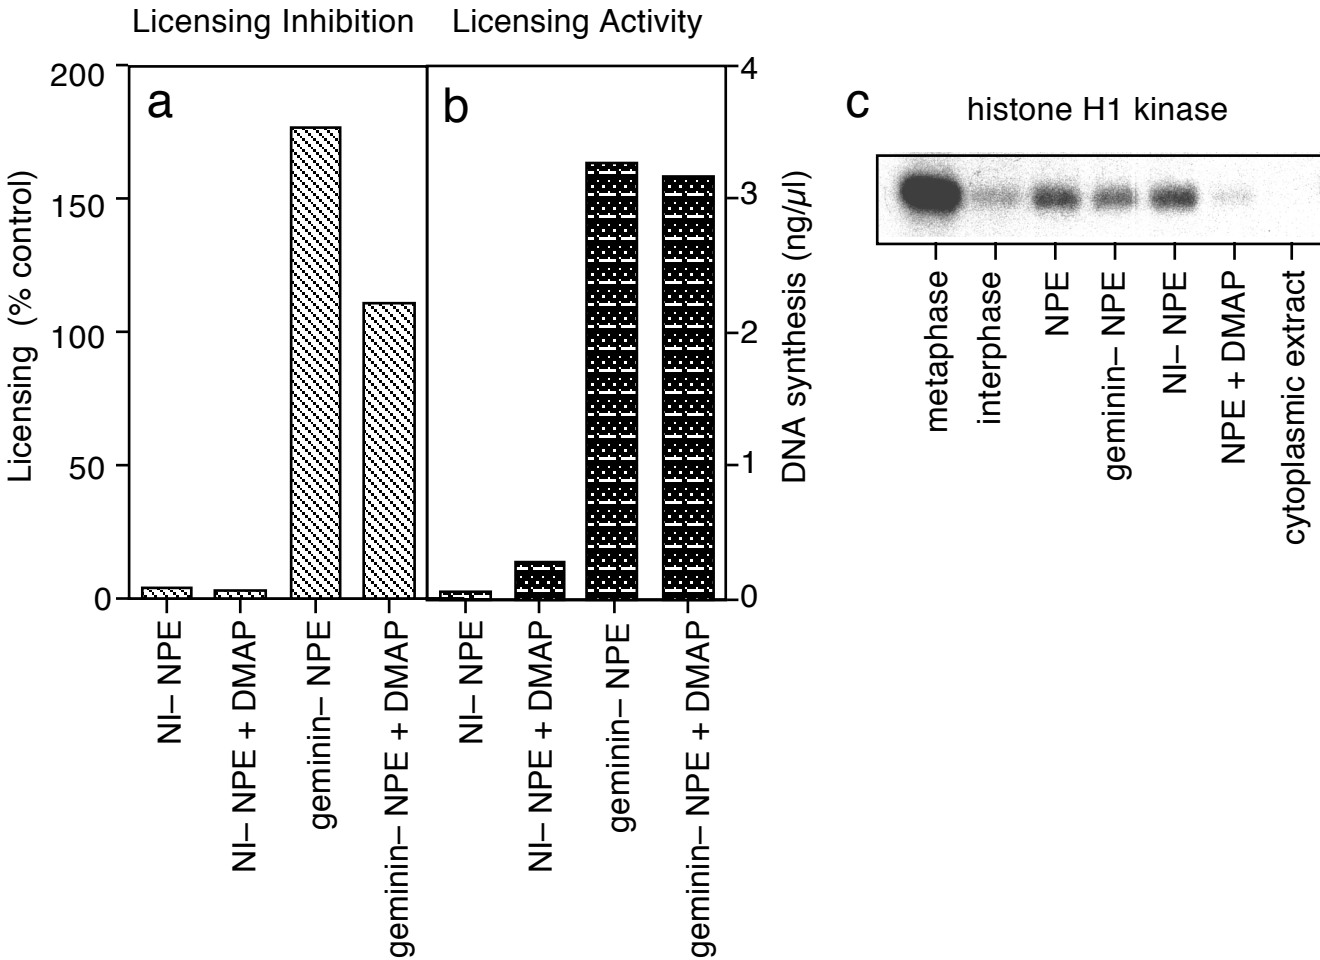 Licensing Inhibition
Licensing Activity
a
b
c
histone H1 kinase
Licensing (% control)
200
150
100
50
0
4
3
2
1
0
DNA synthesis (ng/µl)
NI– NPE
NI– NPE + DMAP
geminin– NPE
geminin– NPE + DMAP
NI– NPE
NI– NPE + DMAP
geminin– NPE
geminin– NPE + DMAP
metaphase
interphase
NPE
geminin– NPE
NI– NPE
NPE + DMAP
cytoplasmic extract